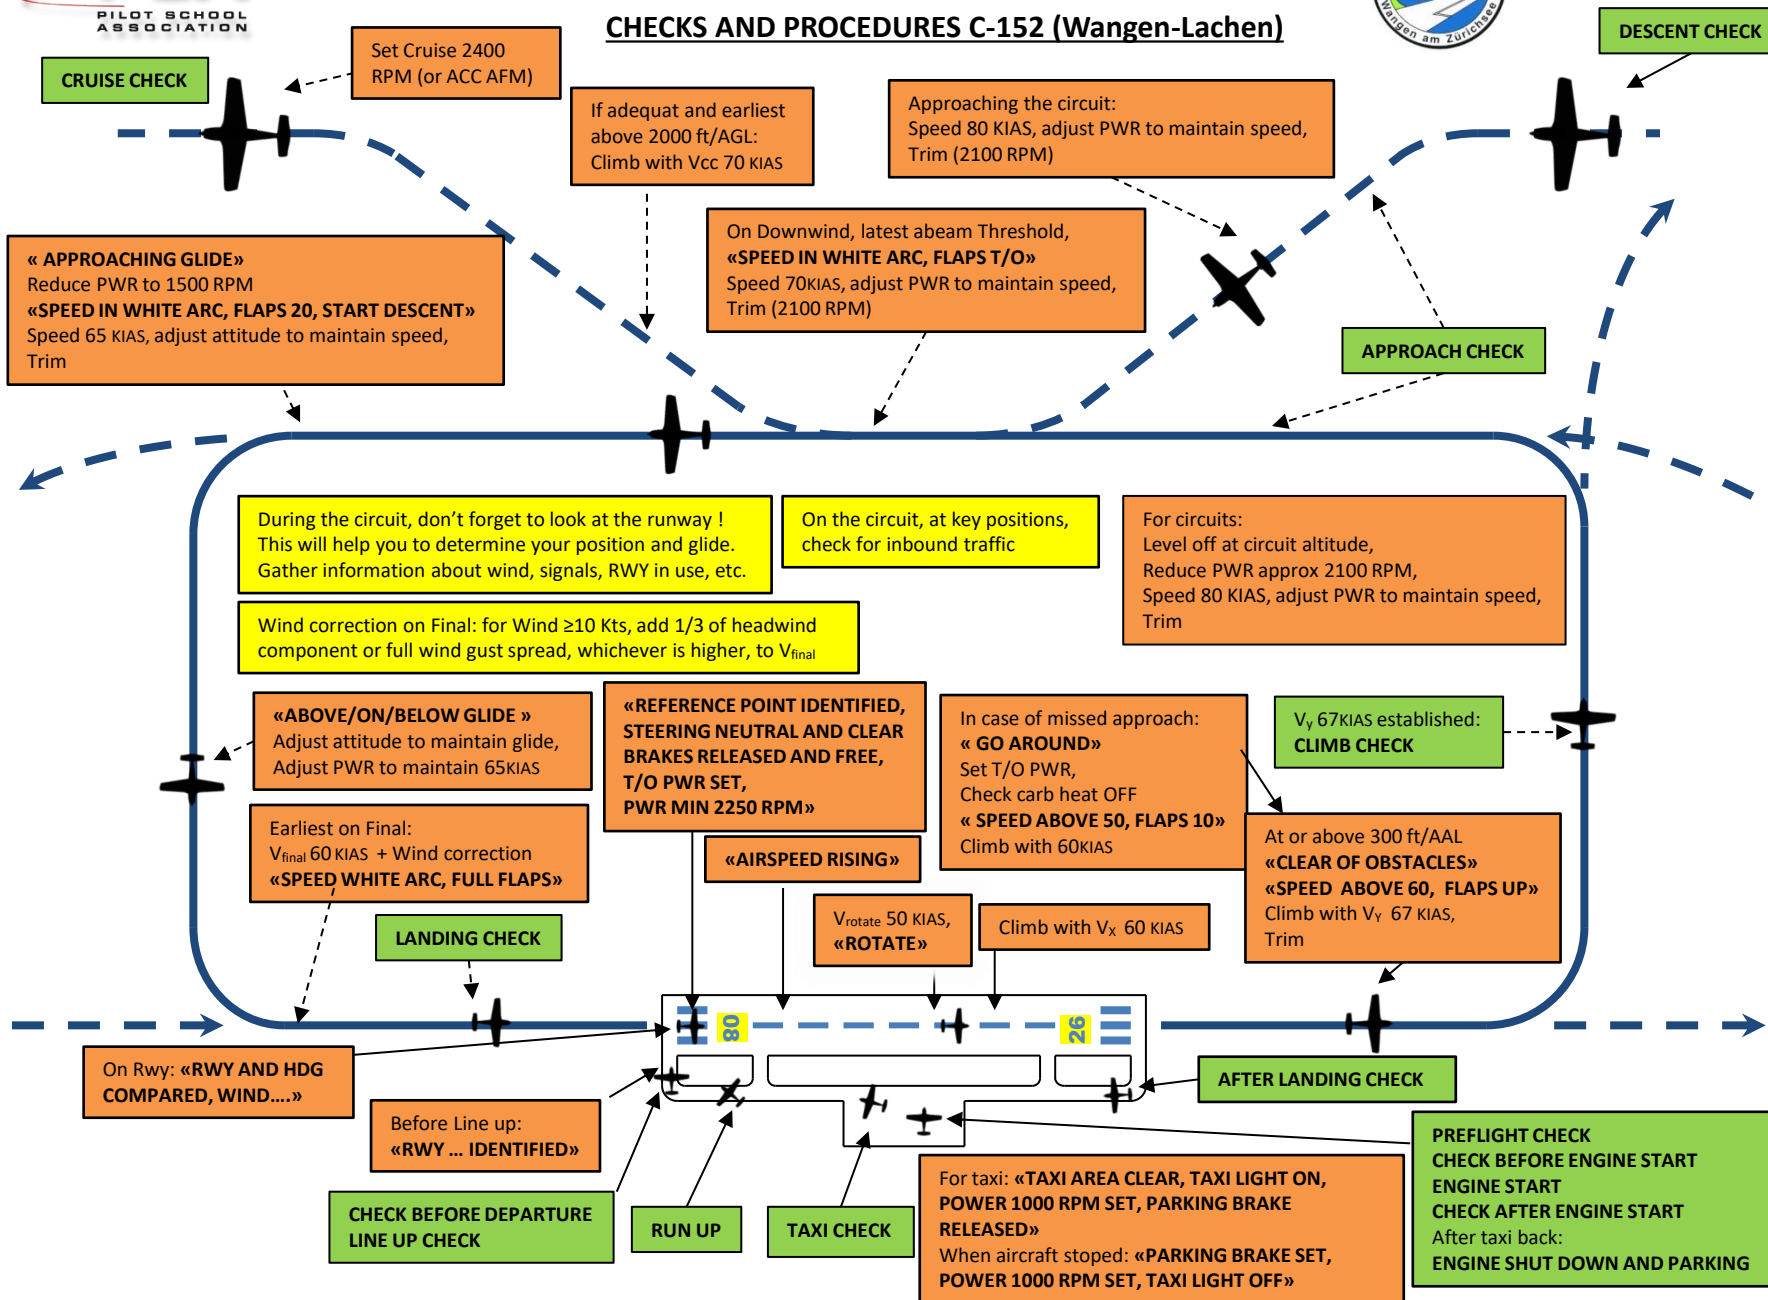 PILOT SCHOOL
ASSOCIATION
CHECKS AND PROCEDURES C-152 (Wangen-Lachen)
Wangen am Zürichsee
DESCENT CHECK
CRUISE CHECK
Set Cruise 2400
RPM (or ACC AFM)
If adequat and earliest
above 2000 ft/AGL:
Climb with Vcc 70 KIAS
Approaching the circuit:
Speed 80 KIAS, adjust PWR to maintain speed,
Trim (2100 RPM)
« APPROACHING GLIDE»
Reduce PWR to 1500 RPM
«SPEED IN WHITE ARC, FLAPS 20, START DESCENT»
Speed 65 KIAS, adjust attitude to maintain speed,
Trim
On Downwind, latest abeam Threshold,
«SPEED IN WHITE ARC, FLAPS T/O»
Speed 70KIAS, adjust PWR to maintain speed,
Trim (2100 RPM)
APPROACH CHECK
During the circuit, don’t forget to look at the runway !
This will help you to determine your position and glide.
Gather information about wind, signals, RWY in use, etc.
On the circuit, at key positions,
check for inbound traffic
For circuits:
Level off at circuit altitude,
Reduce PWR approx 2100 RPM,
Speed 80 KIAS, adjust PWR to maintain speed,
Trim
Wind correction on Final: for Wind ≥10 Kts, add 1/3 of headwind
component or full wind gust spread, whichever is higher, to Vfinal
«ABOVE/ON/BELOW GLIDE »
Adjust attitude to maintain glide,
Adjust PWR to maintain 65KIAS
«REFERENCE POINT IDENTIFIED,
STEERING NEUTRAL AND CLEAR
BRAKES RELEASED AND FREE,
T/O PWR SET,
PWR MIN 2250 RPM»
In case of missed approach:
« GO AROUND»
Set T/O PWR,
Check carb heat OFF
« SPEED ABOVE 50, FLAPS 10»
Climb with 60KIAS
Vy 67KIAS established:
CLIMB CHECK
Earliest on Final:
Vfinal 60 KIAS + Wind correction
«SPEED WHITE ARC, FULL FLAPS»
«AIRSPEED RISING»
At or above 300 ft/AAL
«CLEAR OF OBSTACLES»
«SPEED ABOVE 60, FLAPS UP»
Climb with VY 67 KIAS,
Trim
LANDING CHECK
Vrotate 50 KIAS,
«ROTATE»
Climb with VX 60 KIAS
08
26
On Rwy: «RWY AND HDG
COMPARED, WIND....»
AFTER LANDING CHECK
Before Line up:
«RWY ... IDENTIFIED»
CHECK BEFORE DEPARTURE
LINE UP CHECK
RUN UP
TAXI CHECK
For taxi: «TAXI AREA CLEAR, TAXI LIGHT ON,
POWER 1000 RPM SET, PARKING BRAKE
RELEASED»
When aircraft stoped: «PARKING BRAKE SET,
POWER 1000 RPM SET, TAXI LIGHT OFF»
PREFLIGHT CHECK
CHECK BEFORE ENGINE START
ENGINE START
CHECK AFTER ENGINE START
After taxi back:
ENGINE SHUT DOWN AND PARKING